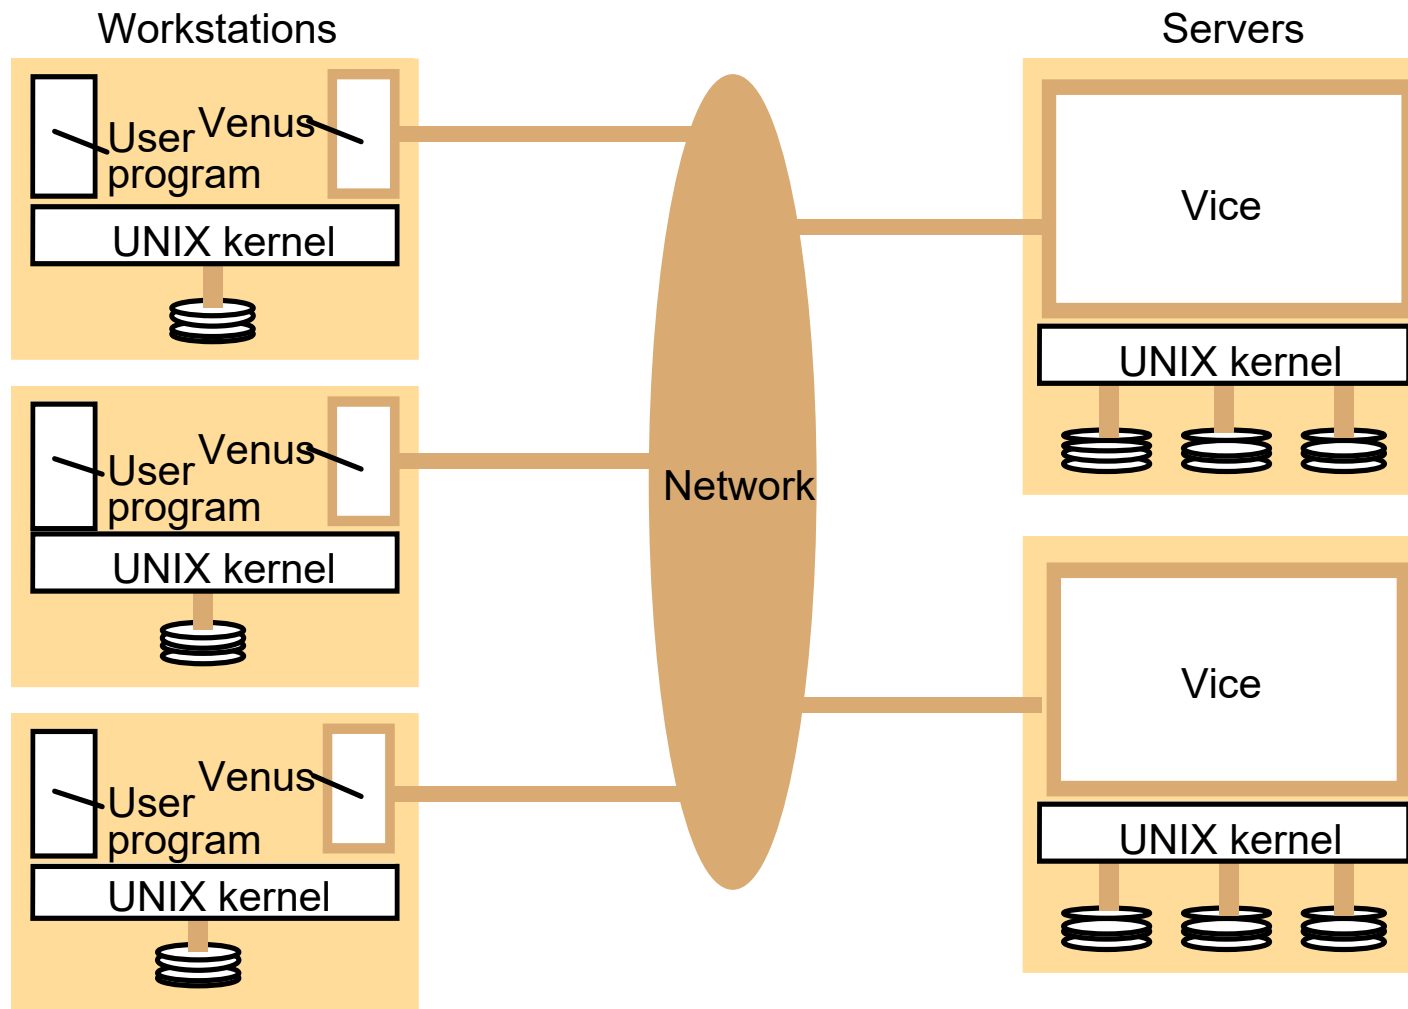 Workstations
Servers
User
program
Venus
UNIX kernel
User
program
Venus
UNIX kernel
User
program
Venus
UNIX kernel
Network
Vice
UNIX kernel
Vice
UNIX kernel